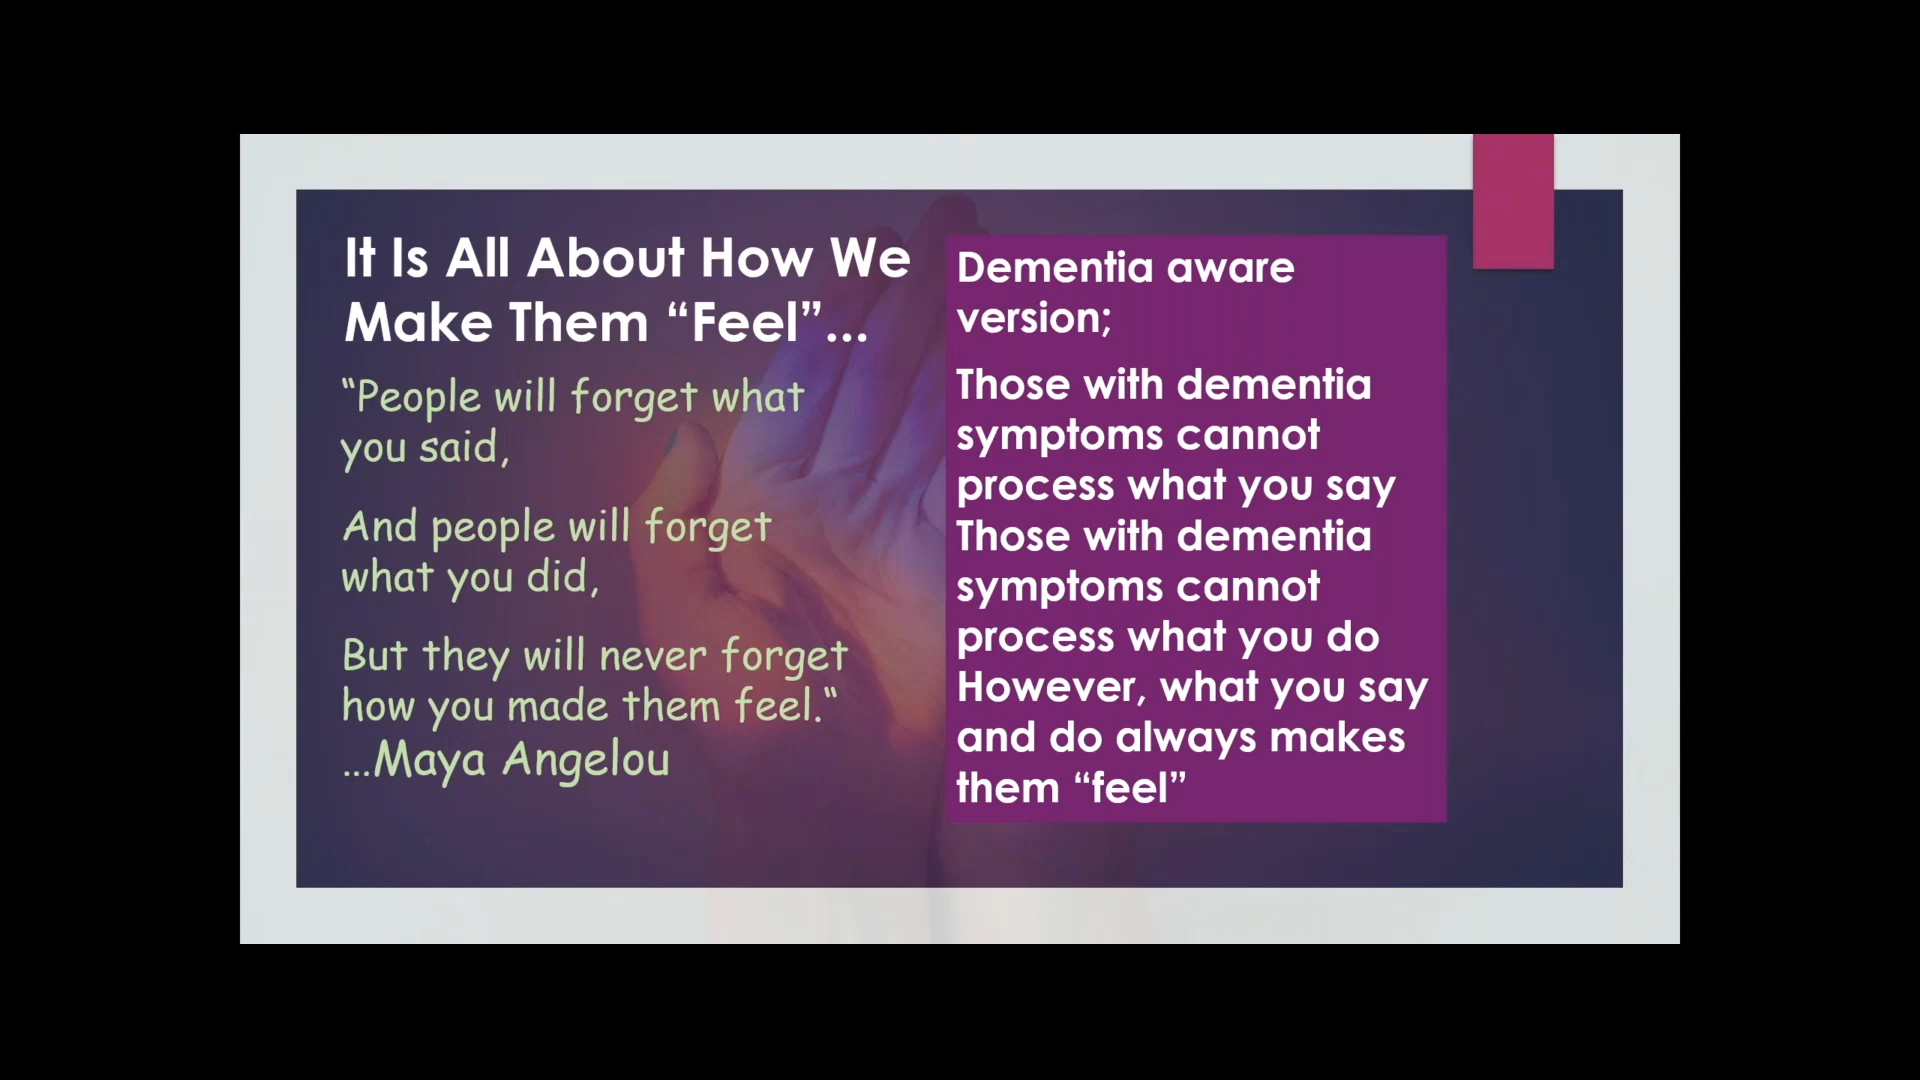 It Is All About How We
Make Them “Feel”...
“People will forget what
you said,
And people will forget
what you did,
But they will never forget
how you made them feel.“
...Maya Angelou
Dementia aware
version;
Those with dementia
symptoms cannot
process what you say
Those with dementia
symptoms cannot
process what you do
However, what you say
and do always makes
them “feel”